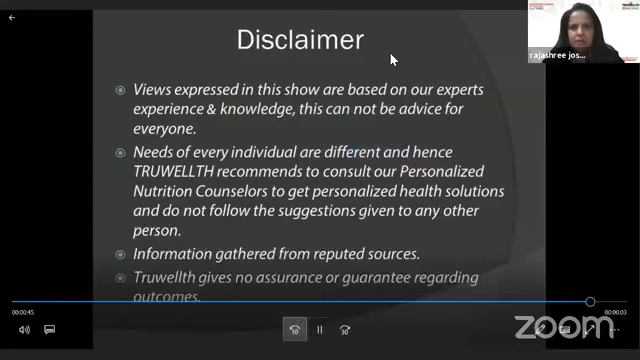 Disclaimer
Views expressed in this show are based on our experts
experience & knowledge, this can not be advice for
everyone.
Needs of every individual are different and hence
TRUWELLTH recommends to consult our Personalized
Nutrition Counselors to get personalized health solutions
and do not follow the suggestions given to any other
person.
Information gathered from reputed sources.
Truwellth gives no assurance or guarantee regarding
outcomes.
rajashree jos...
00:00:45
00:00:03
10
30
zoom